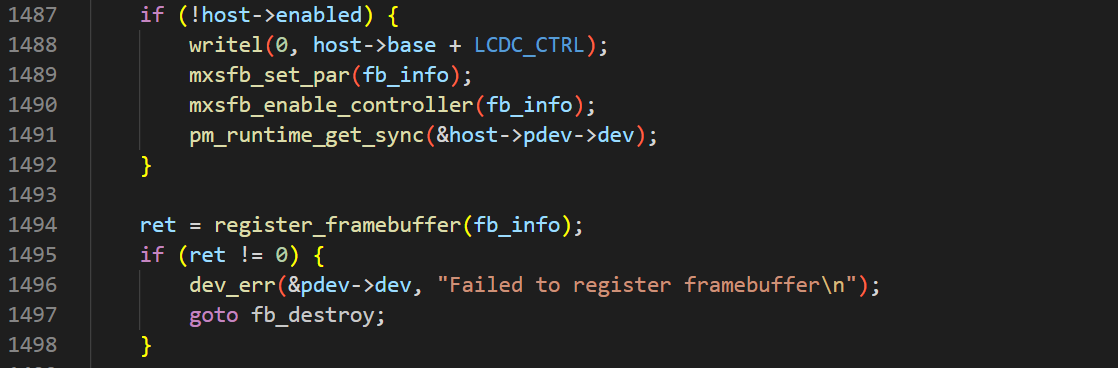 1487 if (!host->enabled) {
1488 writel(0, host->base + LCDC_CTRL);
1489 mxsfb_set_par(fb_info);
1490 mxsfb_enable_controller(fb_info);
1491 pm_runtime_get_sync(&host->pdev->dev);
1492 }
1493
1494 ret = register_framebuffer(fb_info);
1495 if (ret != 0) {
1496 dev_err(&pdev->dev, "Failed to register framebuffer\n");
1497 goto fb_destroy;
1498 }